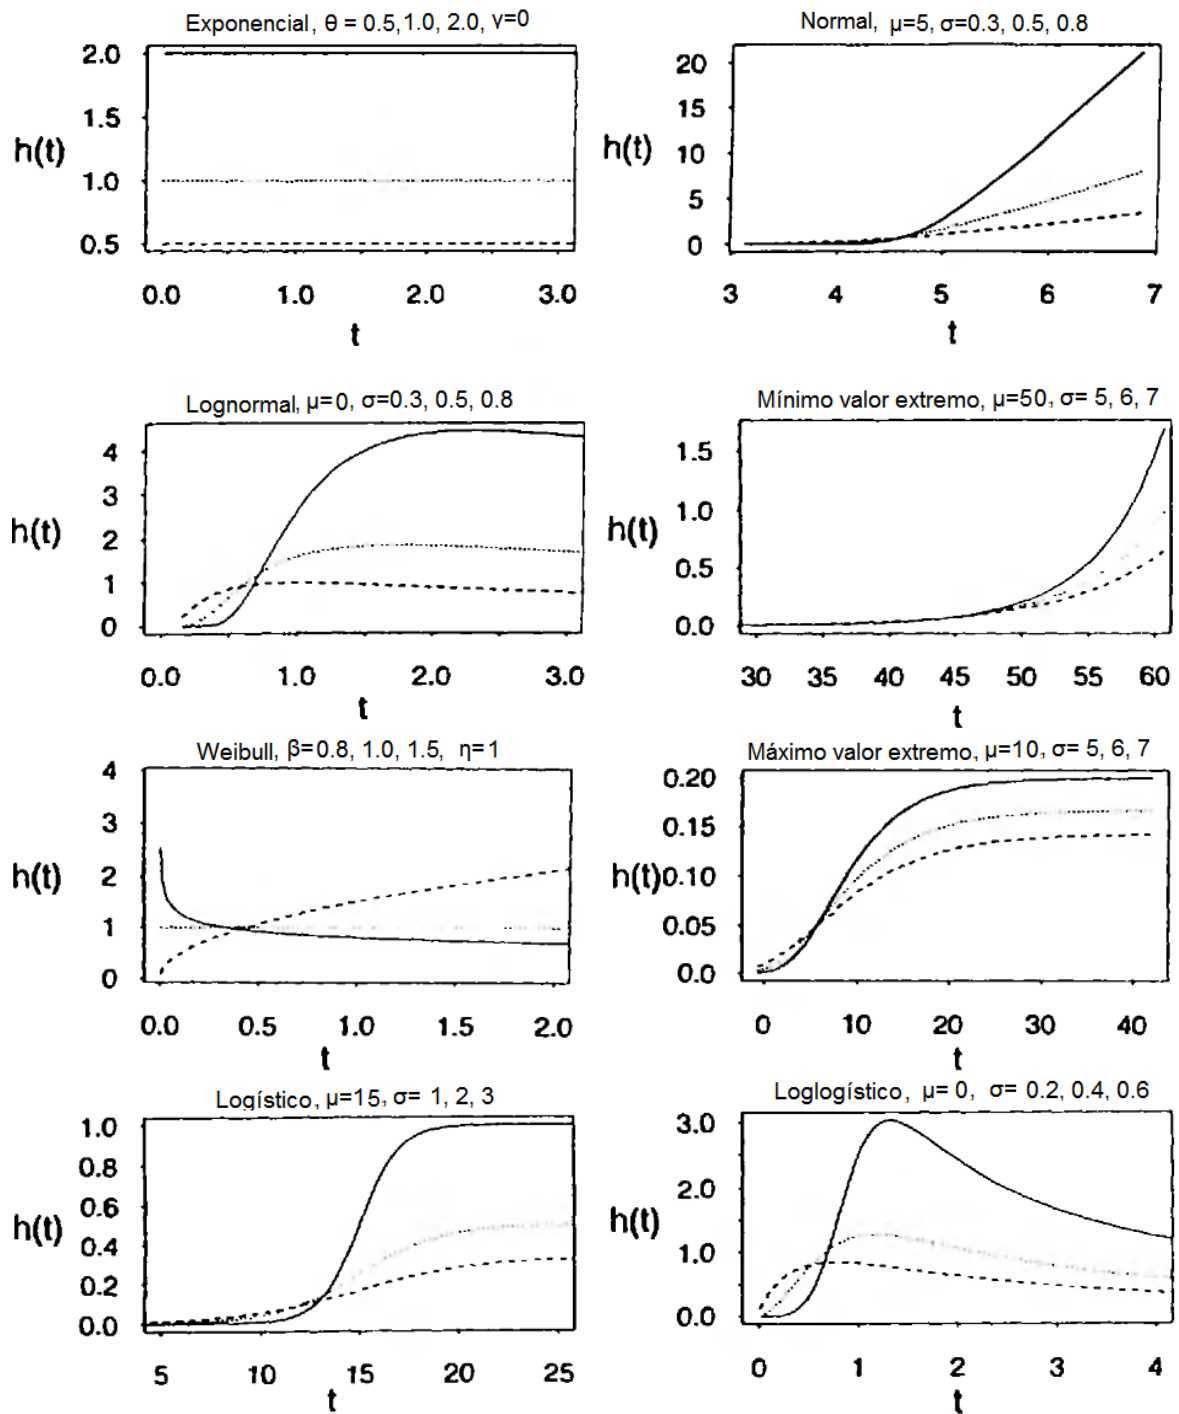 Exponencial, θ = 0.5, 1.0, 2.0, ν=0
2.0
1.5
h(t)
1.0
0.5
0.0 1.0 2.0 3.0
t
Normal, μ=5, σ=0.3, 0.5, 0.8
20
15
h(t)
10
5
0
3 4 5 6 7
t
Lognormal, μ=0, σ=0.3, 0.5, 0.8
4
3
h(t)
2
1
0
0.0 1.0 2.0 3.0
t
Mínimo valor extremo, μ=50, σ= 5, 6, 7
1.5
1.0
h(t)
0.5
0.0
30 35 40 45 50 55 60
t
Weibull, β=0.8, 1.0, 1.5, η=1
4
3
h(t)
2
1
0
0.0 0.5 1.0 1.5 2.0
t
Máximo valor extremo, μ=10, σ= 5, 6, 7
0.20
0.15
h(t)
0.10
0.05
0.0
0 10 20 30 40
t
Logístico, μ=15, σ= 1, 2, 3
1.0
0.8
0.6
h(t)
0.4
0.2
0.0
5 10 15 20 25
t
Loglogístico, μ= 0, σ= 0.2, 0.4, 0.6
3.0
2.0
h(t)
1.0
0.0
0 1 2 3 4
t